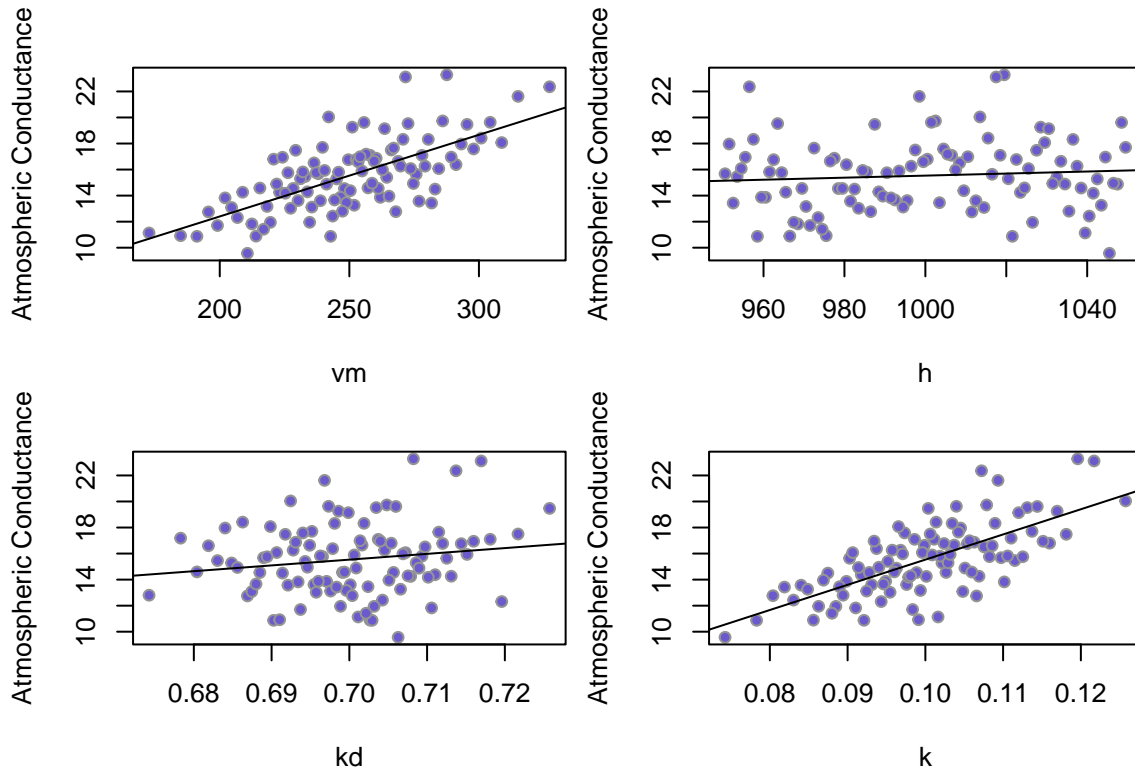 Atmospheric Conductance
10 14 18 22
200 250 300
vm
Atmospheric Conductance
10 14 18 22
960 980 1000 1040
h
Atmospheric Conductance
10 14 18 22
0.68 0.69 0.70 0.71 0.72
kd
Atmospheric Conductance
10 14 18 22
0.08 0.09 0.10 0.11 0.12
k